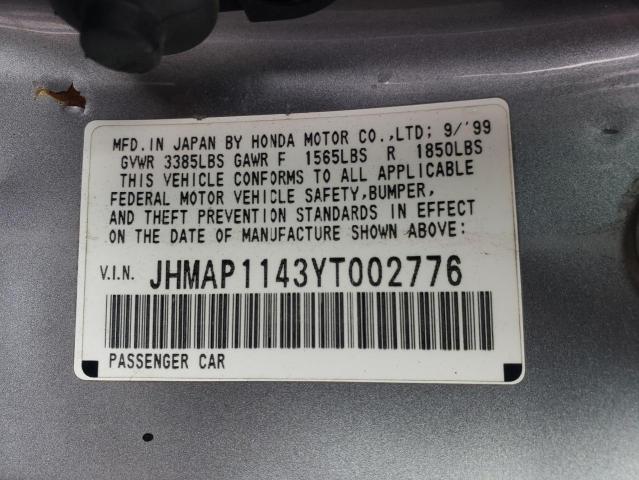 MFD. IN JAPAN BY HONDA MOTOR CO.,LTD; 9/'99
GVWR 3385LBS GAWR F 1565LBS R 1850LBS
THIS VEHICLE CONFORMS TO ALL APPLICABLE
FEDERAL MOTOR VEHICLE SAFETY,BUMPER,
AND THEFT PREVENTION STANDARDS IN EFFECT
ON THE DATE OF MANUFACTURE SHOWN ABOVE:
V.I.N. JHMAP1143YT002776
PASSENGER CAR